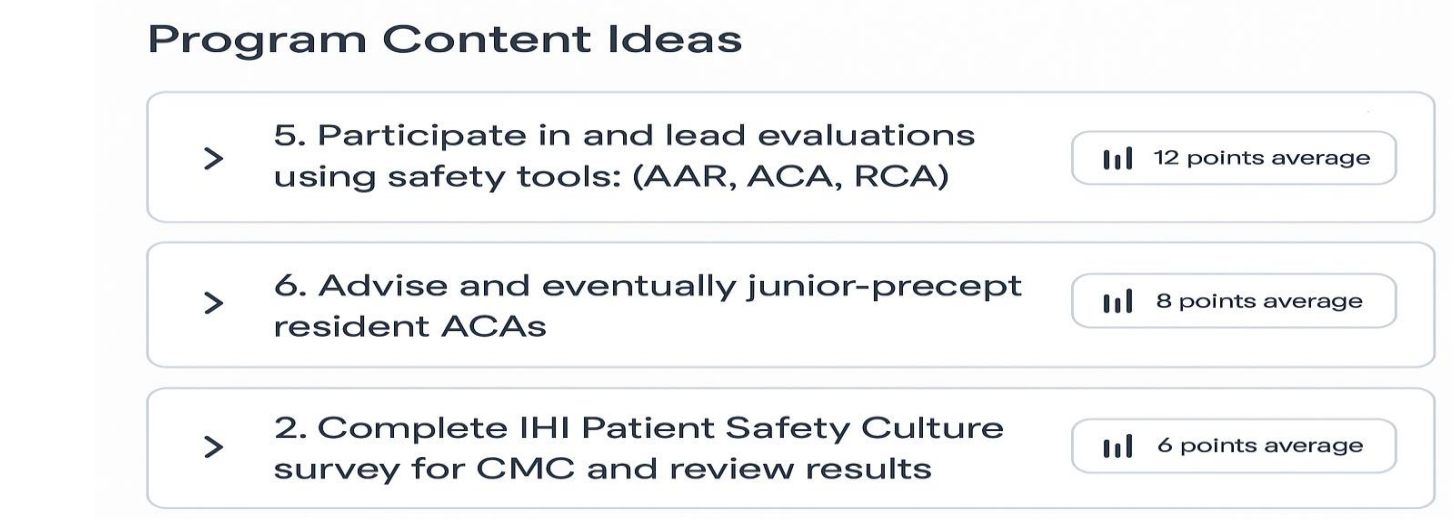 Program Content Ideas
5. Participate in and lead evaluations
using safety tools: (AAR, ACA, RCA)
12 points average
6. Advise and eventually junior-precept
resident ACAs
8 points average
2. Complete IHI Patient Safety Culture
survey for CMC and review results
6 points average